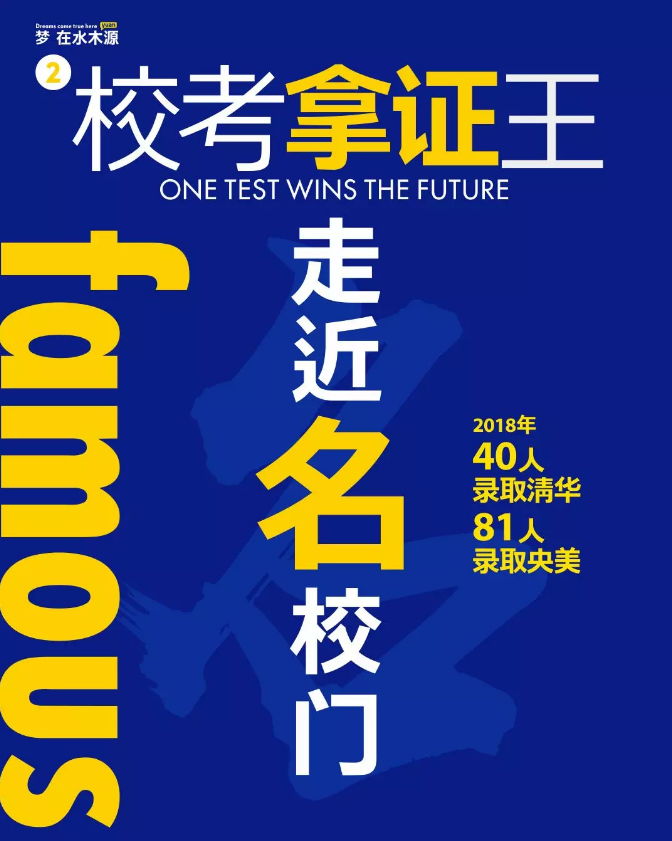 Dreams come true here yuan
梦 在水木源
2
校考拿证王
ONE TEST WINS THE FUTURE
走近名校门
famous
2018年
40人
录取清华
81人
录取央美
名